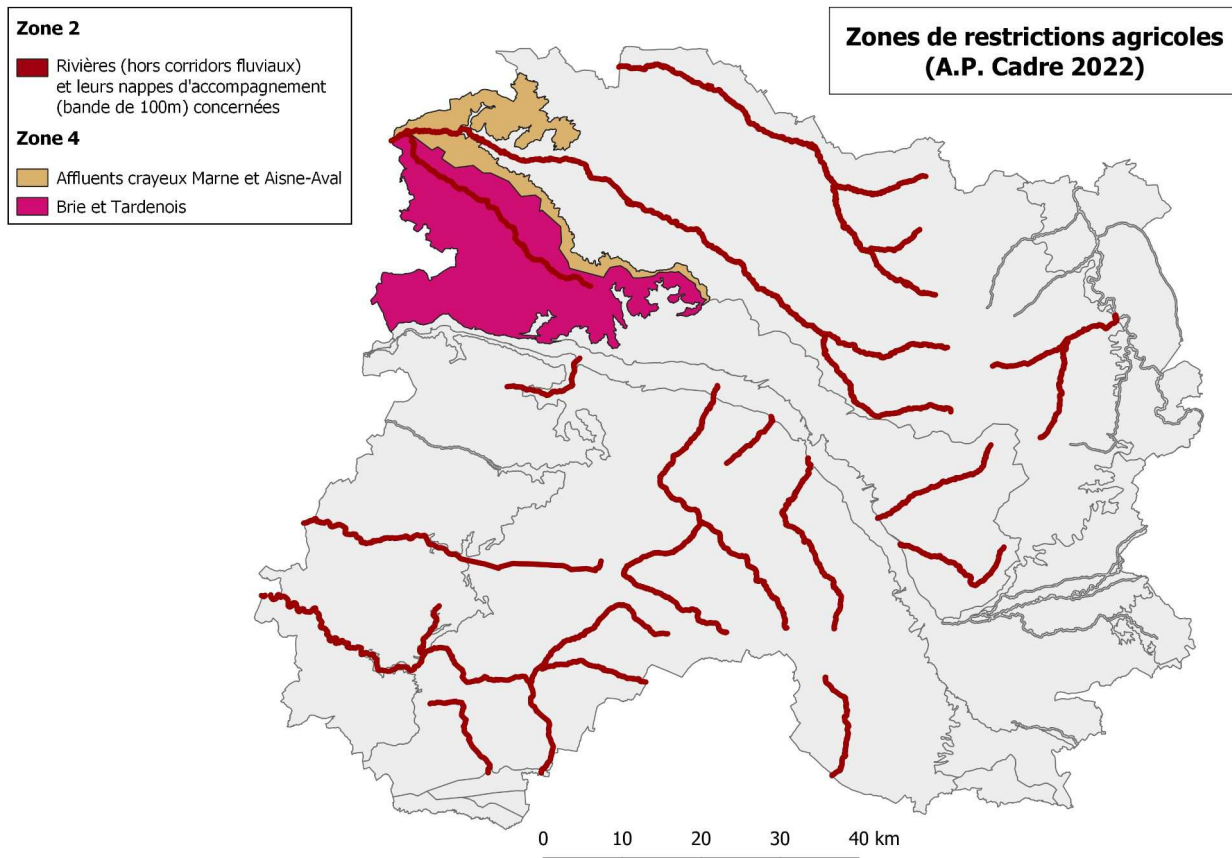 Zone 2
Rivières (hors corridors fluviaux)
et leurs nappes d'accompagnement
(bande de 100m) concernées
Zone 4
Affluents crayeux Marne et Aisne-Aval
Brie et Tardenois
Zones de restrictions agricoles
(A.P. Cadre 2022)
0 10 20 30 40 km